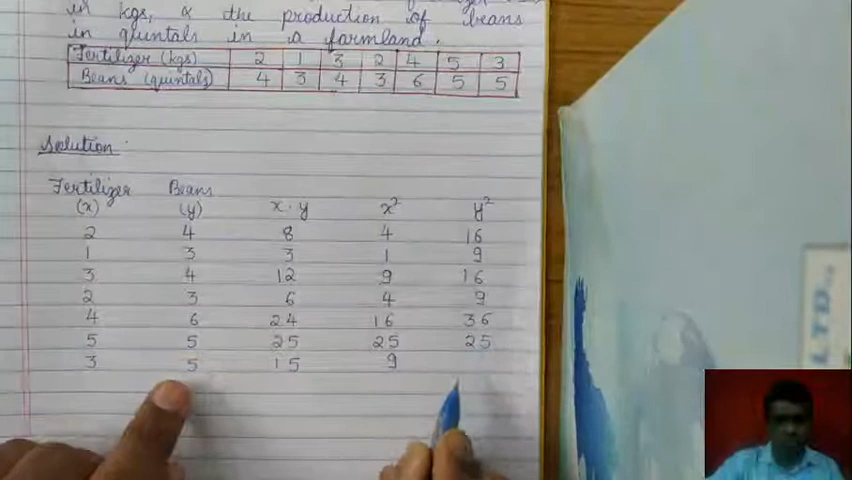 in kgs, & the production of beans
in quintals in a farmland.
Fertilizer (kgs) 2 1 3 2 4 5 3
Beans (quintals) 4 3 4 3 6 5 5
Solution
Fertilizer Beans
(x) (y) x · y x² y²
2 4 8 4 16
1 3 3 1 9
3 4 12 9 16
2 3 6 4 9
4 6 24 16 36
5 5 25 25 25
3 5 15 9
LTD.